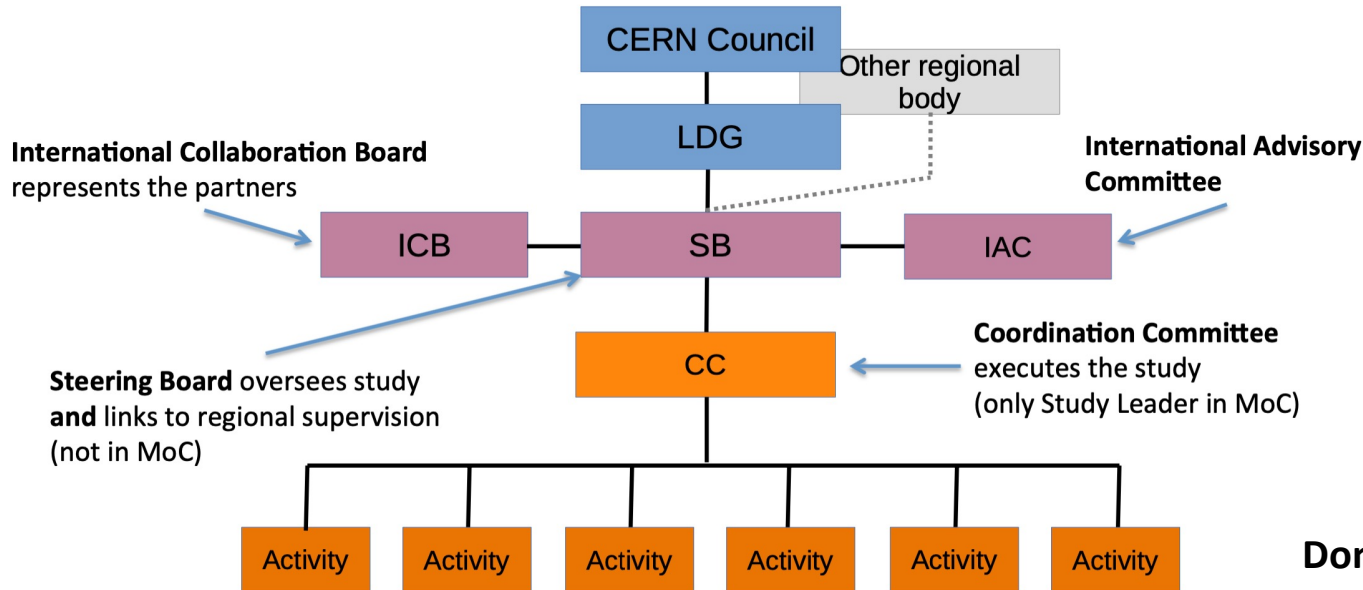 CERN Council
Other regional
body
LDG
International Collaboration Board
represents the partners
International Advisory
Committee
ICB
SB
IAC
Coordination Committee
executes the study
(only Study Leader in MoC)
CC
Steering Board oversees study
and links to regional supervision
(not in MoC)
Activity
Activity
Activity
Activity
Activity
Activity